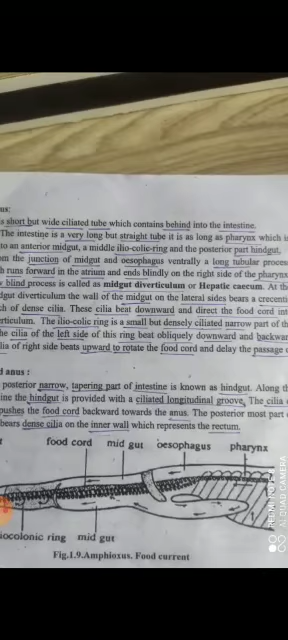 us:
s short but wide ciliated tube which contains behind into the intestine.
The intestine is a very long but straight tube it is as long as pharynx which i
to an anterior midgut, a middle ilio-colic-ring and the posterior part hindgut.
om the junction of midgut and oesophagus ventrally a long tubular proces
h runs forward in the atrium and ends blindly on the right side of the pharynx
blind process is called as midgut diverticulum or Hepatic caecum. At the
dgut diverticulum the wall of the midgut on the lateral sides bears a crecenti
ch of dense cilia. These cilia beat downward and direct the food cord into
erticulum. The ilio-colic ring is a small but densely ciliated narrow part of th
he cilia of the left side of this ring beat obliquely downward and backwar
lia of right side beats upward to rotate the food cord and delay the passage o
d anus :
posterior narrow, tapering part of intestine is known as hindgut. Along th
ine the hindgut is provided with a ciliated longitudinal groove. The cilia o
pushes the food cord backward towards the anus. The posterior most part o
bears dense cilia on the inner wall which represents the rectum.
food cord mid gut oesophagus pharynx
iocolonic ring mid gut
Fig.1.9.Amphioxus. Food current
AI QUAD CAMERA